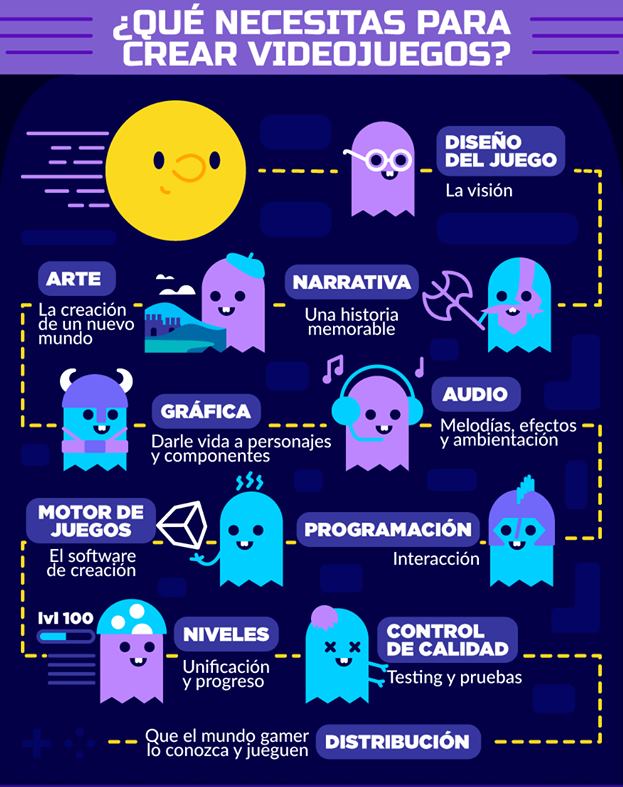 ¿QUÉ NECESITAS PARA
CREAR VIDEOJUEGOS?
DISEÑO
DEL JUEGO
La visión
NARRATIVA
Una historia
memorable
ARTE
La creación
de un nuevo
mundo
GRÁFICA
Darle vida a personajes
y componentes
AUDIO
Melodías, efectos
y ambientación
PROGRAMACIÓN
Interacción
MOTOR DE
JUEGOS
El software
de creación
lvl 100
NIVELES
Unificación
y progreso
CONTROL
DE CALIDAD
Testing y pruebas
DISTRIBUCIÓN
Que el mundo gamer
lo conozca y jueguen